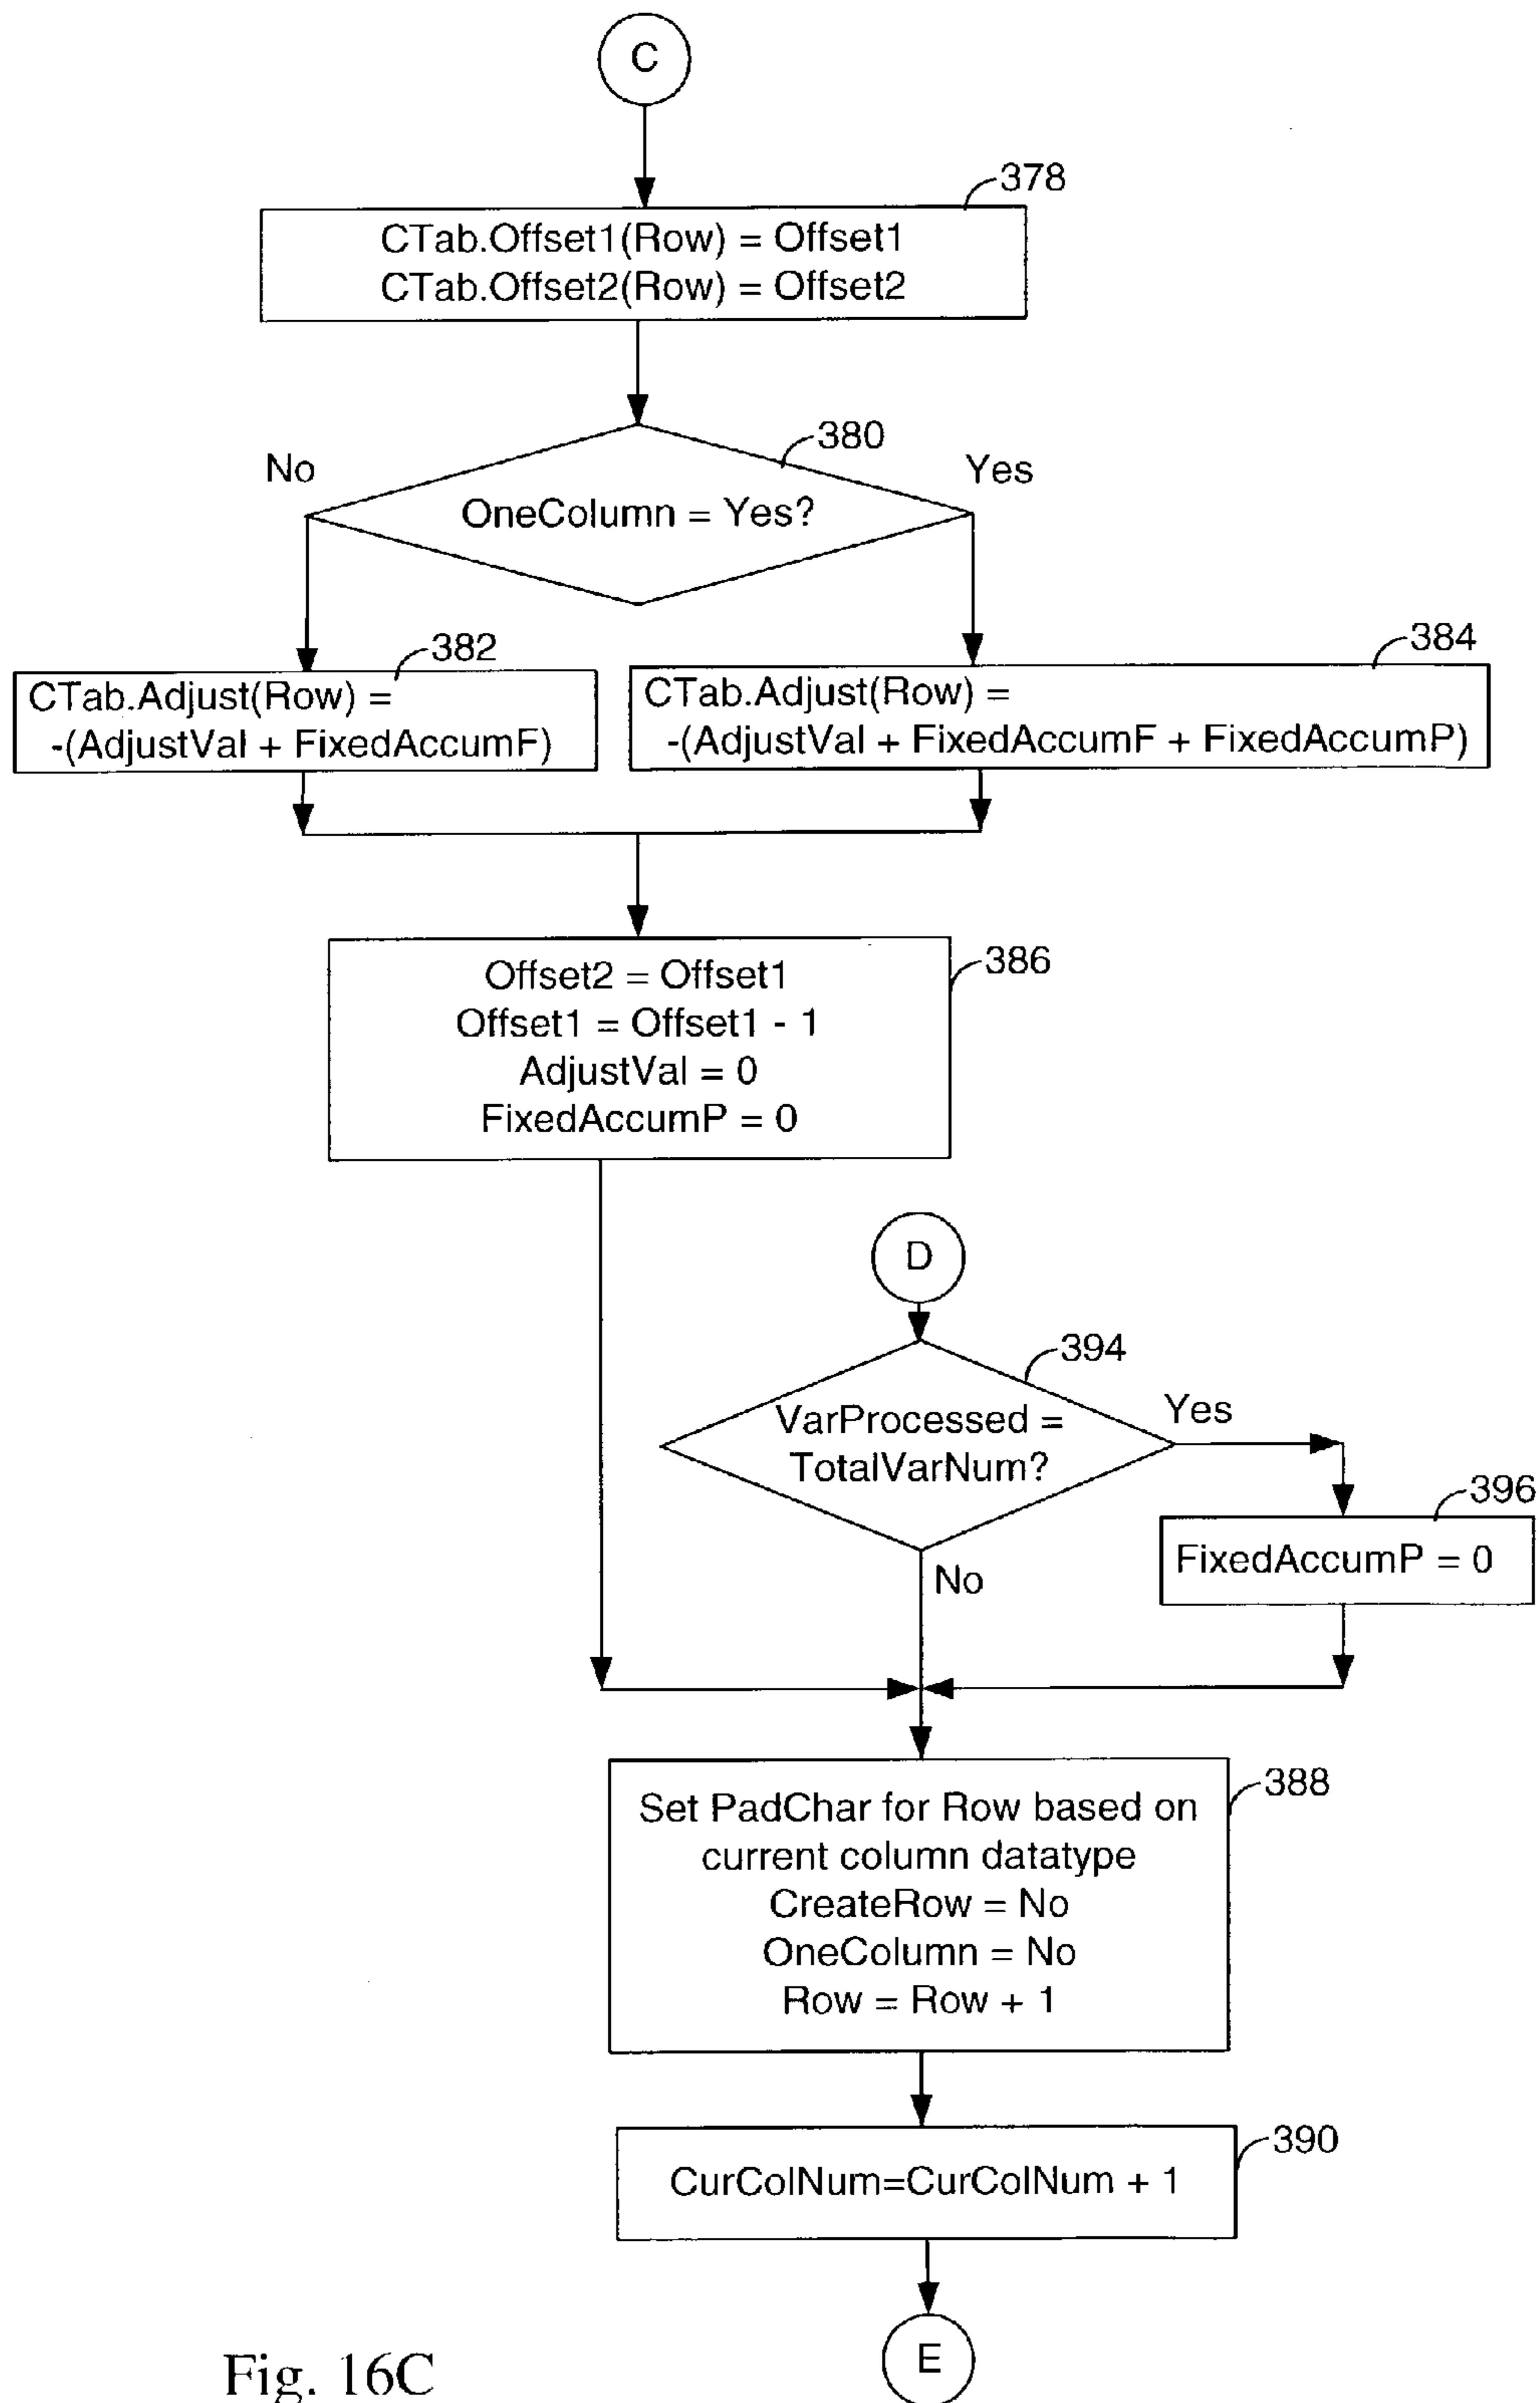 C
378
CTab.Offset1(Row) = Offset1
CTab.Offset2(Row) = Offset2
380
No
Yes
OneColumn = Yes?
382
384
CTab.Adjust(Row) =
-(AdjustVal + FixedAccumF)
CTab.Adjust(Row) =
-(AdjustVal + FixedAccumF + FixedAccumP)
386
Offset2 = Offset1
Offset1 = Offset1 - 1
AdjustVal = 0
FixedAccumP = 0
D
394
VarProcessed =
TotalVarNum?
Yes
396
FixedAccumP = 0
No
388
Set PadChar for Row based on
current column datatype
CreateRow = No
OneColumn = No
Row = Row + 1
390
CurColNum=CurColNum + 1
E
Fig. 16C